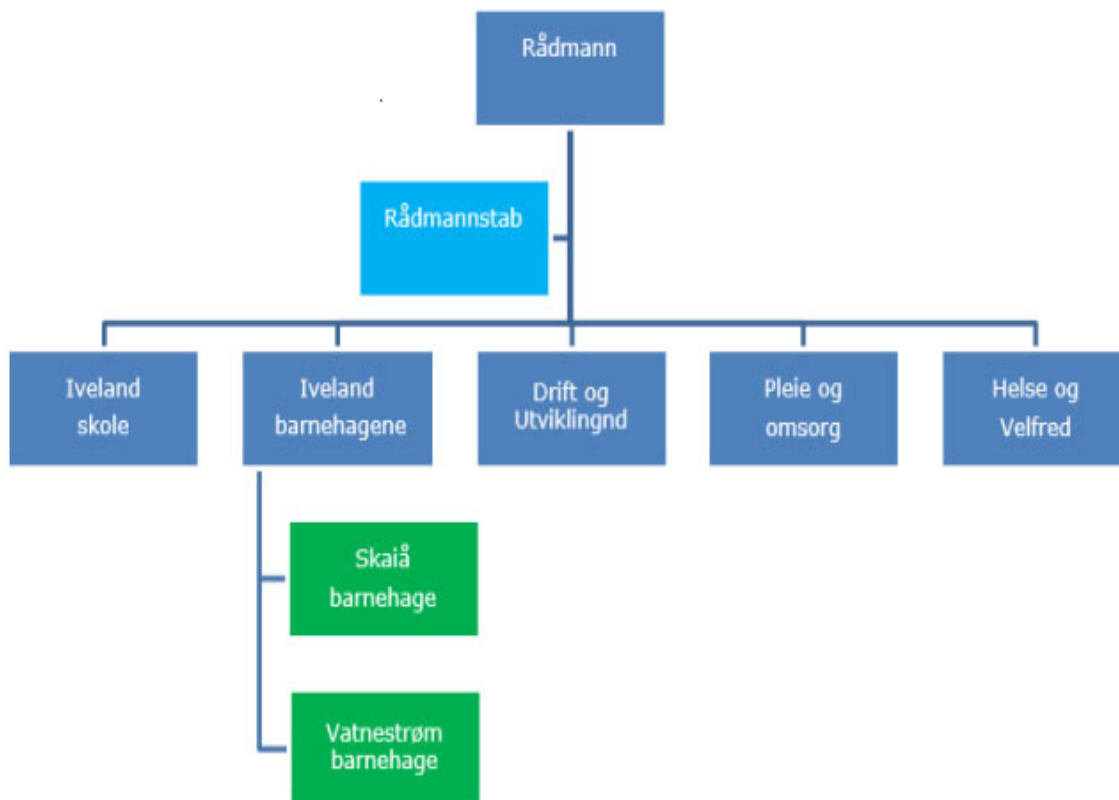 Rådmann
Rådmannstab
Iveland
skole
Iveland
barnehagene
Drift og
Utviklingnd
Pleie og
omsorg
Helse og
Velfred
Skaiå
barnehage
Vatnestrøm
barnehage